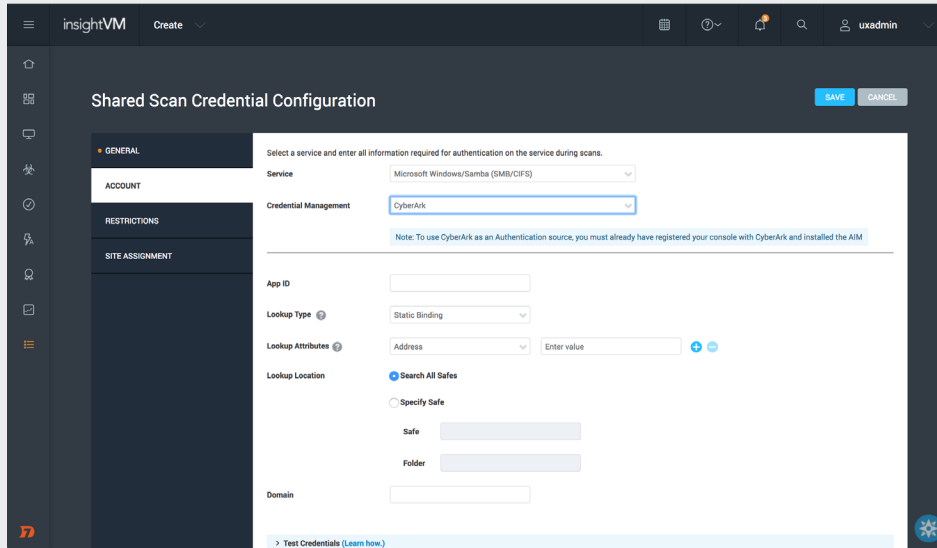 insightVM
Create
3
uxadmin
Shared Scan Credential Configuration
SAVE
CANCEL
GENERAL
ACCOUNT
RESTRICTIONS
SITE ASSIGNMENT
Select a service and enter all information required for authentication on the service during scans.
Service
Microsoft Windows/Samba (SMB/CIFS)
Credential Management
CyberArk
Note: To use CyberArk as an Authentication source, you must already have registered your console with CyberArk and installed the AIM
App ID
Lookup Type ?
Static Binding
Lookup Attributes ?
Address
Enter value
Lookup Location
Search All Safes
Specify Safe
Safe
Folder
Domain
> Test Credentials (Learn how.)